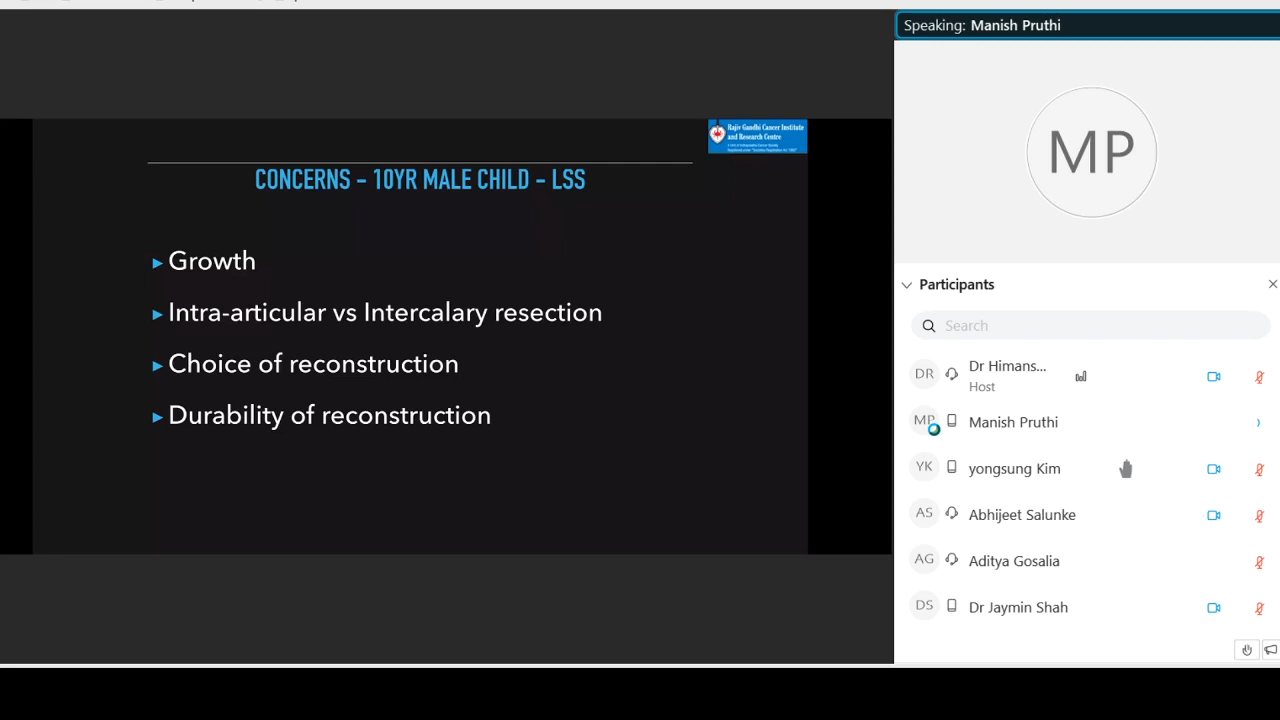 Speaking: Manish Pruthi
MP
Rajiv Gandhi Cancer Institute
and Research Centre
CONCERNS – 10YR MALE CHILD – LSS
▸ Growth
▸ Intra-articular vs Intercalary resection
▸ Choice of reconstruction
▸ Durability of reconstruction
Participants
Search
DR Dr Himans...
Host
MP Manish Pruthi
YK yongsung Kim
AS Abhijeet Salunke
AG Aditya Gosalia
DS Dr Jaymin Shah